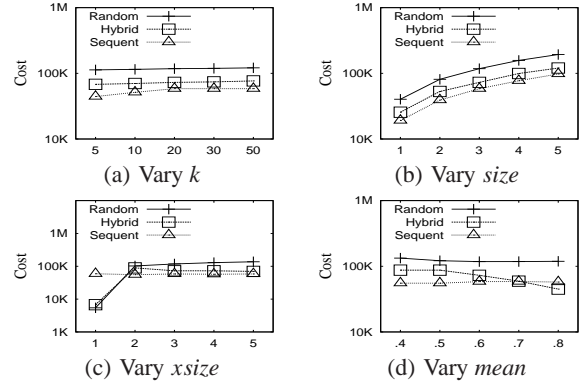 1M
Random
Hybrid
Sequent
100K
10K
Cost
5 10 20 30 50
(a) Vary k
1M
Random
Hybrid
Sequent
100K
10K
Cost
1 2 3 4 5
(b) Vary size
Random
Hybrid
Sequent
1M
100K
10K
1K
Cost
1 2 3 4 5
(c) Vary xsize
1M
Random
Hybrid
Sequent
100K
10K
Cost
.4 .5 .6 .7 .8
(d) Vary mean